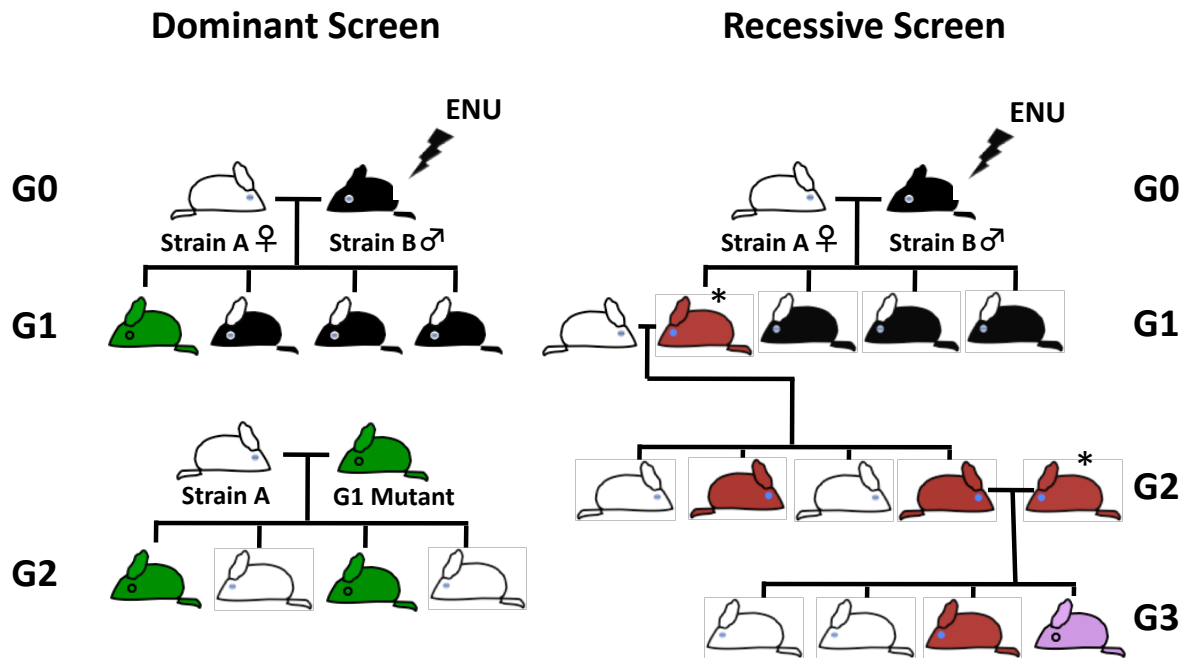 Dominant Screen
Recessive Screen
ENU
ENU
G0
G0
Strain A ♀
Strain B ♂
Strain A ♀
Strain B ♂
*
G1
G1
Strain A
G1 Mutant
*
G2
G2
G3